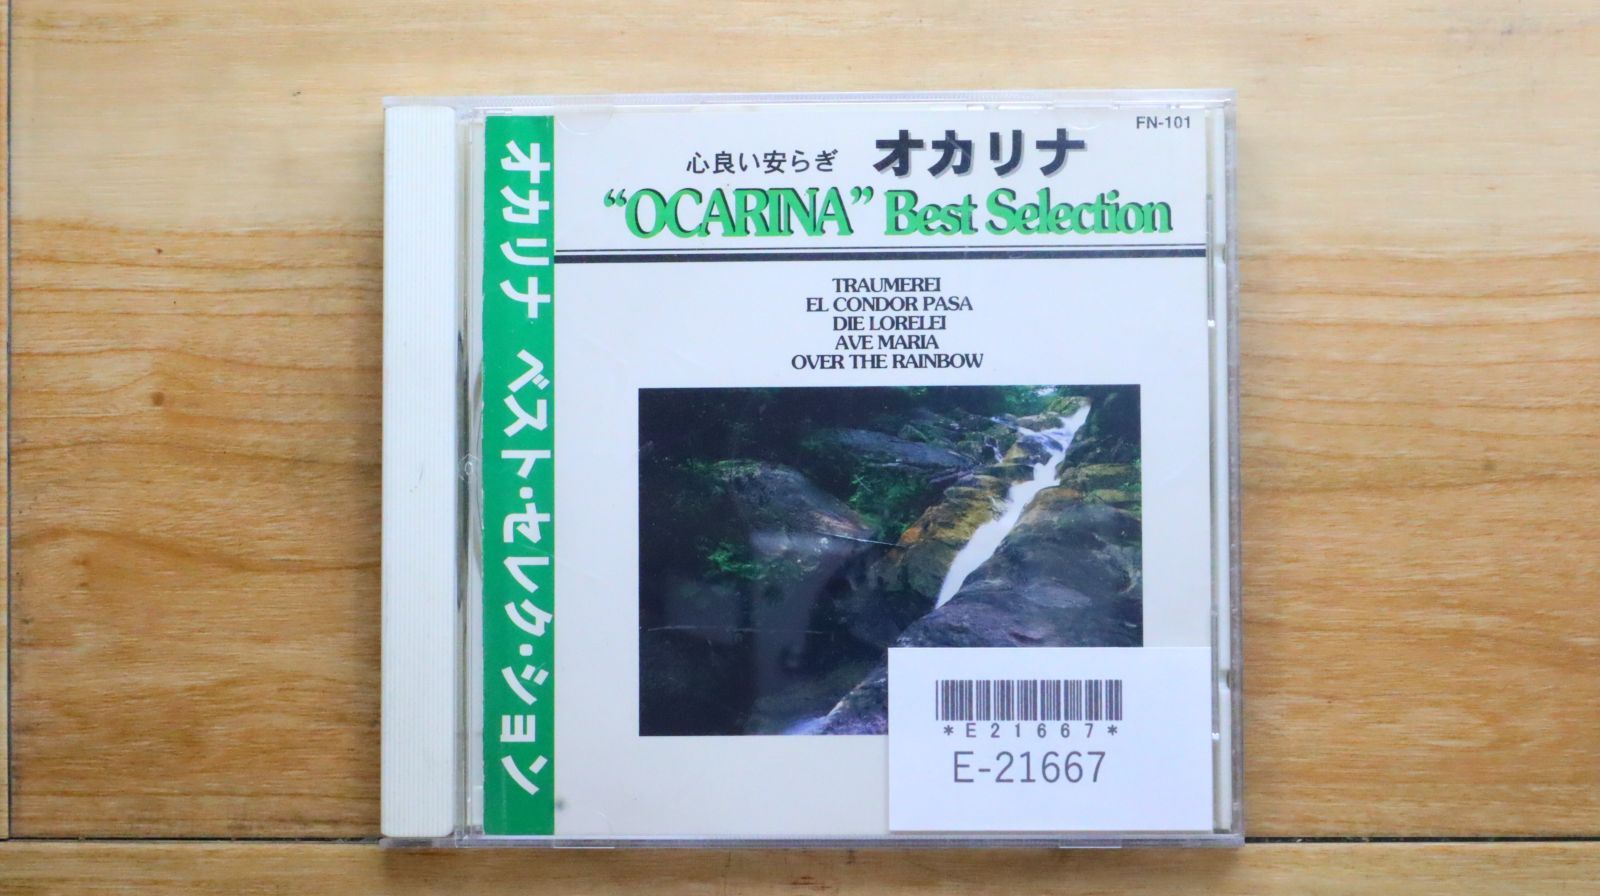 オカリナ ベスト・セレク・ション
FN-101
心良い安らぎ オカリナ
“OCARINA” Best Selection
TRAUMEREI
EL CONDOR PASA
DIE LORELEI
AVE MARIA
OVER THE RAINBOW
*E21667*
E-21667